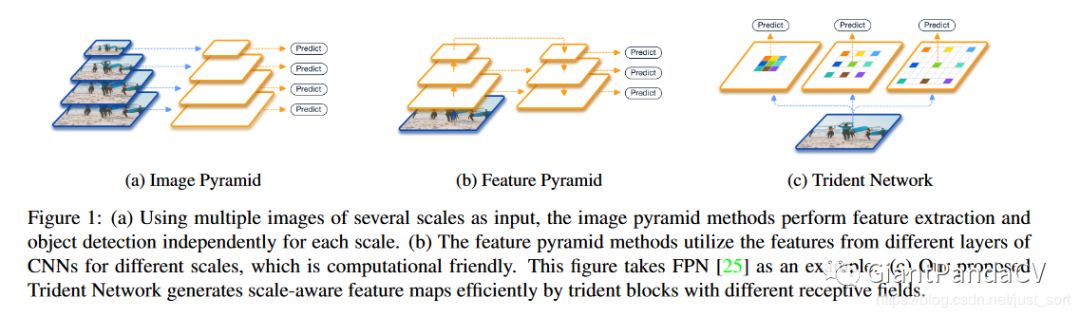 Predict
Predict
Predict
Predict
Predict
Predict
Predict
Predict
Predict
Predict
(a) Image Pyramid
(b) Feature Pyramid
(c) Trident Network
Figure 1: (a) Using multiple images of several scales as input, the image pyramid methods perform feature extraction and
object detection independently for each scale. (b) The feature pyramid methods utilize the features from different layers of
CNNs for different scales, which is computational friendly. This figure takes FPN [25] as an example. (c) Our proposed
Trident Network generates scale-aware feature maps efficiently by trident blocks with different receptive fields.
GiantPandaCV
https://blog.csdn.net/just_sort